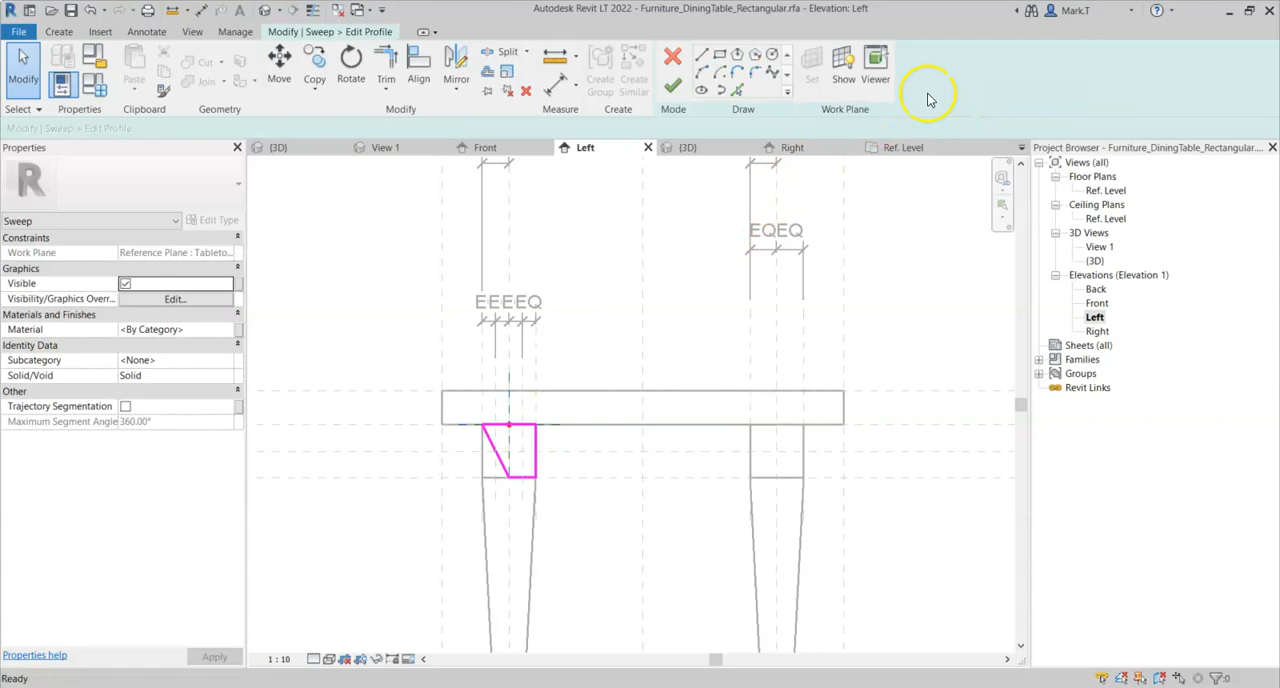 Autodesk Revit LT 2022 - Furniture_DiningTable_Rectangular.rfa - Elevation: Left
Mark.T
File Create Insert Annotate View Manage Modify | Sweep > Edit Profile
Modify
Paste
Cut
Join
Move Copy Rotate Trim Align Mirror
Split
Create Group
Create Similar
Set Show Viewer
Select Properties Clipboard Geometry Modify Measure Create Mode Draw Work Plane
Modify | Sweep > Edit Profile
Properties
R
Sweep
Edit Type
Constraints
Work Plane Reference Plane : Tableto...
Graphics
Visible
Visibility/Graphics Overr... Edit...
Materials and Finishes
Material <By Category>
Identity Data
Subcategory <None>
Solid/Void Solid
Other
Trajectory Segmentation
Maximum Segment Angle 360.00°
Properties help
Apply
{3D} View 1 Front Left {3D} Right Ref. Level
EQEQ
EEEEQ
1 : 10
Project Browser - Furniture_DiningTable_Rectangular....
Views (all)
Floor Plans
Ref. Level
Ceiling Plans
Ref. Level
3D Views
View 1
{3D}
Elevations (Elevation 1)
Back
Front
Left
Right
Sheets (all)
Families
Groups
Revit Links
Ready
:0